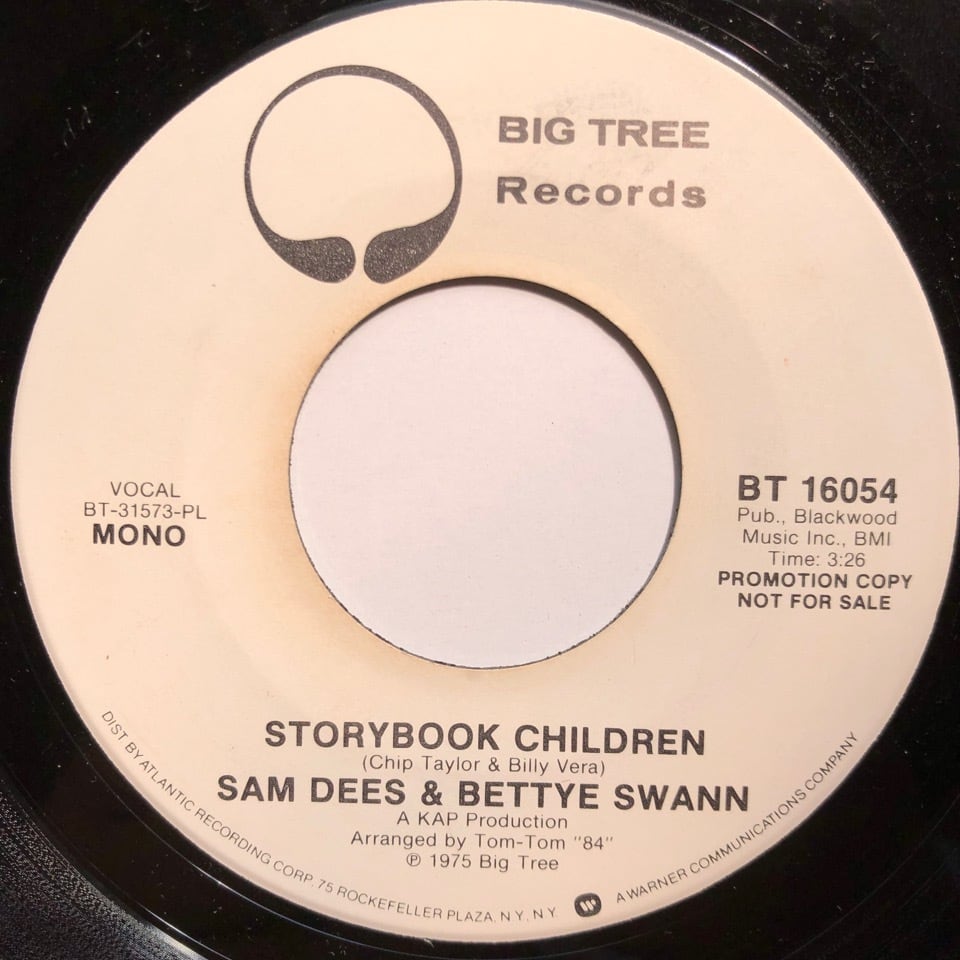 BIG TREE
Records
VOCAL
BT-31573-PL
MONO
BT 16054
Pub., Blackwood
Music Inc., BMI
Time: 3:26
PROMOTION COPY
NOT FOR SALE
STORYBOOK CHILDREN
(Chip Taylor & Billy Vera)
SAM DEES & BETTYE SWANN
A KAP Production
Arranged by Tom-Tom "84"
℗ 1975 Big Tree
DIST BY ATLANTIC RECORDING CORP. 75 ROCKEFELLER PLAZA, N.Y., N.Y. A WARNER COMMUNICATIONS COMPANY